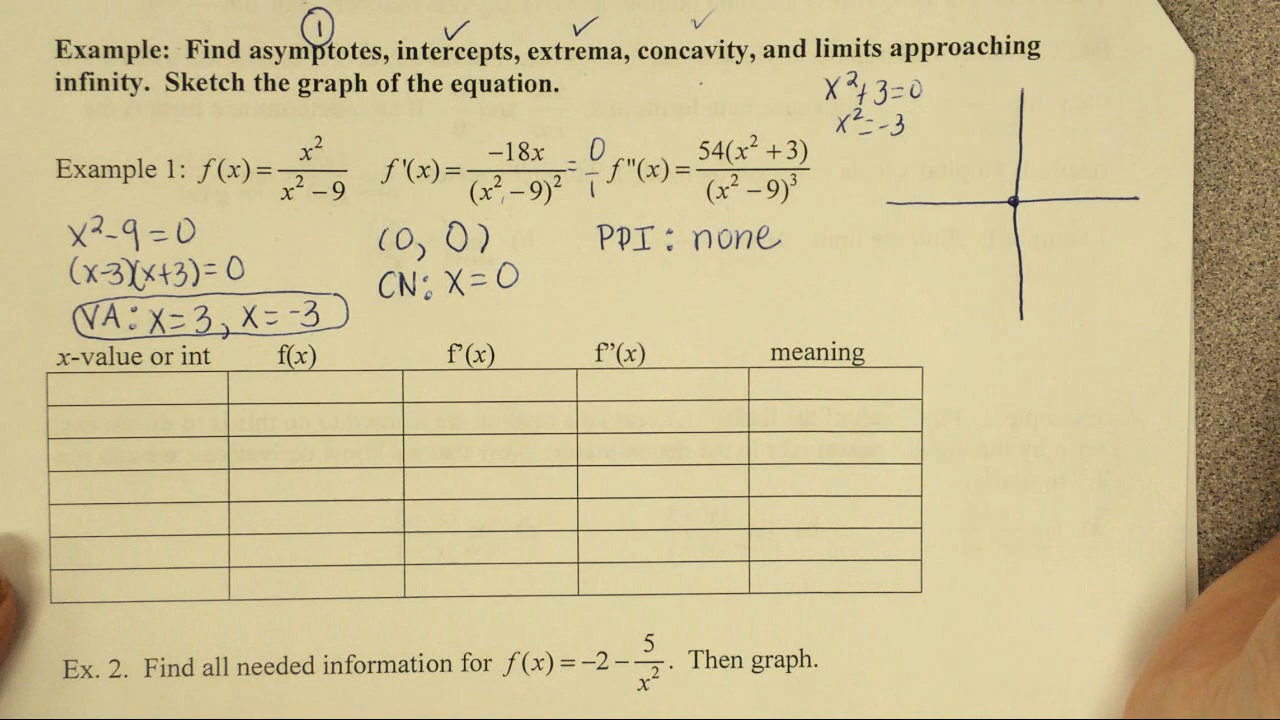 ①
Example: Find asymptotes, intercepts, extrema, concavity, and limits approaching
infinity. Sketch the graph of the equation.
x²+3=0
x²=-3
Example 1: f(x) = x²/(x² − 9) f'(x) = −18x/(x² − 9)² = 0/1 f"(x) = 54(x² + 3)/(x² − 9)³
x²-9=0 (0, 0) PPI: none
(x-3)(x+3)=0 CN: x=0
VA: x=3, x=-3
x-value or int f(x) f'(x) f''(x) meaning
Ex. 2. Find all needed information for f(x) = −2 − 5/x². Then graph.